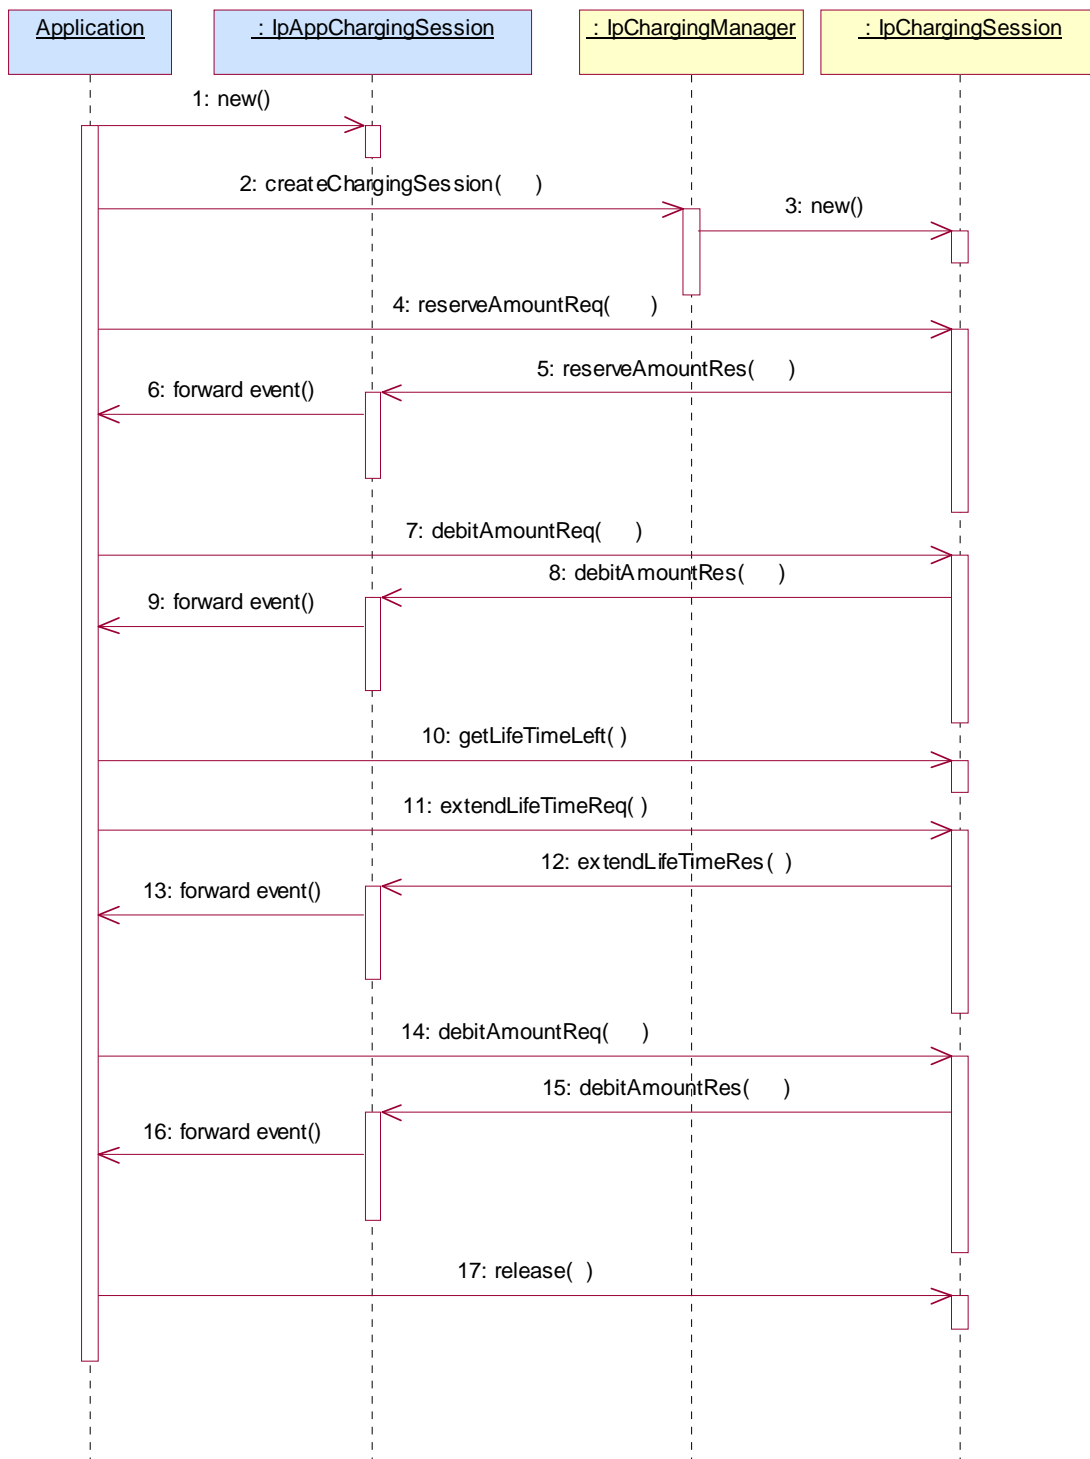 Application
: IpAppChargingSession
: IpChargingManager
: IpChargingSession
1: new()
2: createChargingSession( )
3: new()
4: reserveAmountReq( )
5: reserveAmountRes( )
6: forward event()
7: debitAmountReq( )
8: debitAmountRes( )
9: forward event()
10: getLifeTimeLeft( )
11: extendLifeTimeReq( )
12: extendLifeTimeRes( )
13: forward event()
14: debitAmountReq( )
15: debitAmountRes( )
16: forward event()
17: release( )